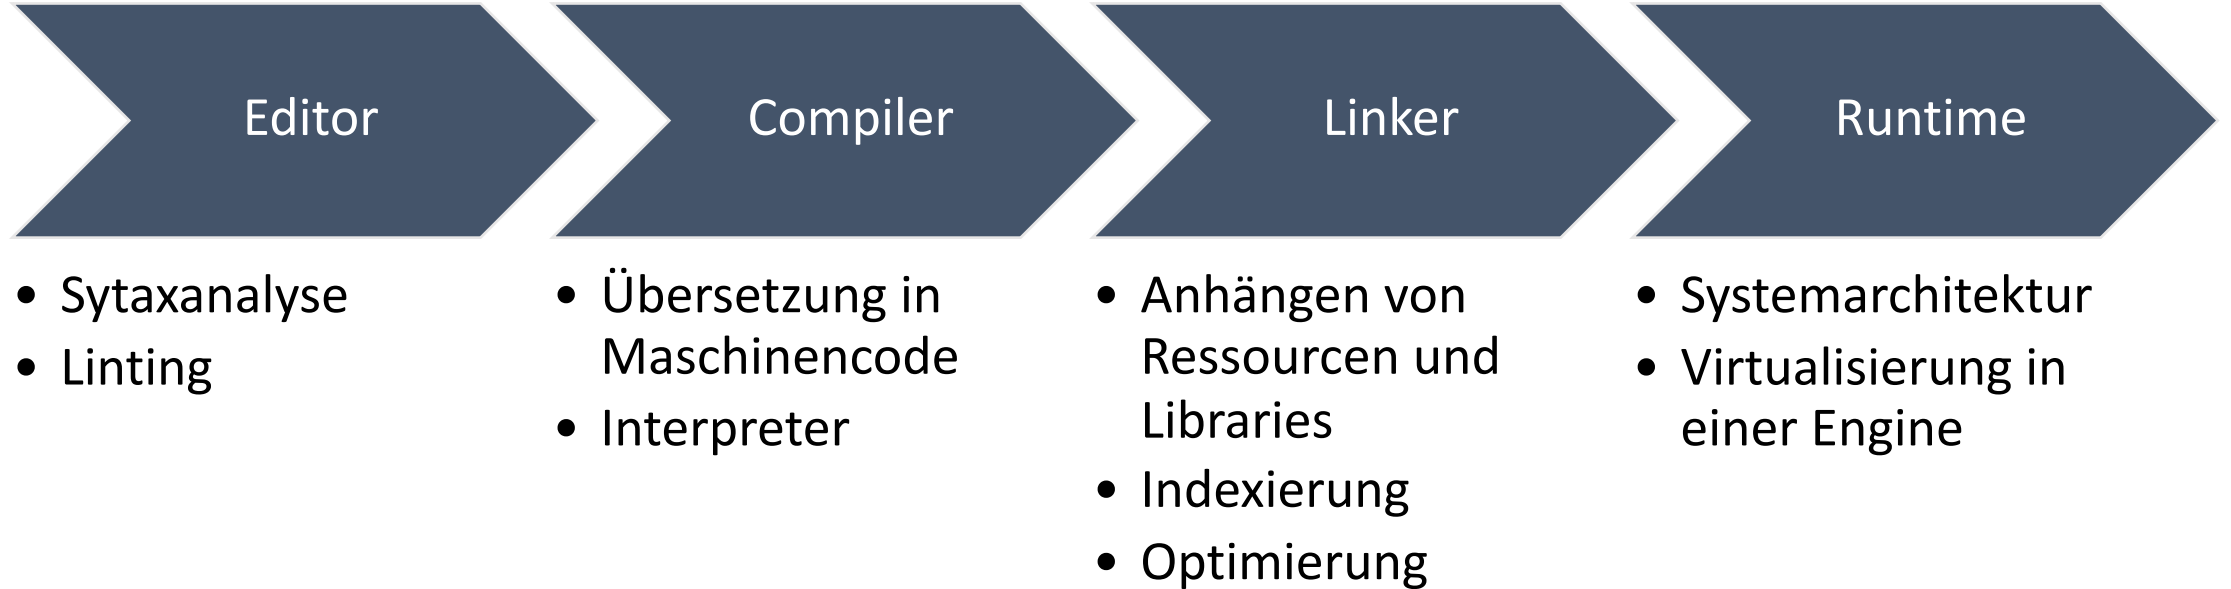 Editor
• Sytaxanalyse
• Linting
Compiler
• Übersetzung in
Maschinencode
• Interpreter
Linker
• Anhängen von
Ressourcen und
Libraries
• Indexierung
• Optimierung
Runtime
• Systemarchitektur
• Virtualisierung in
einer Engine